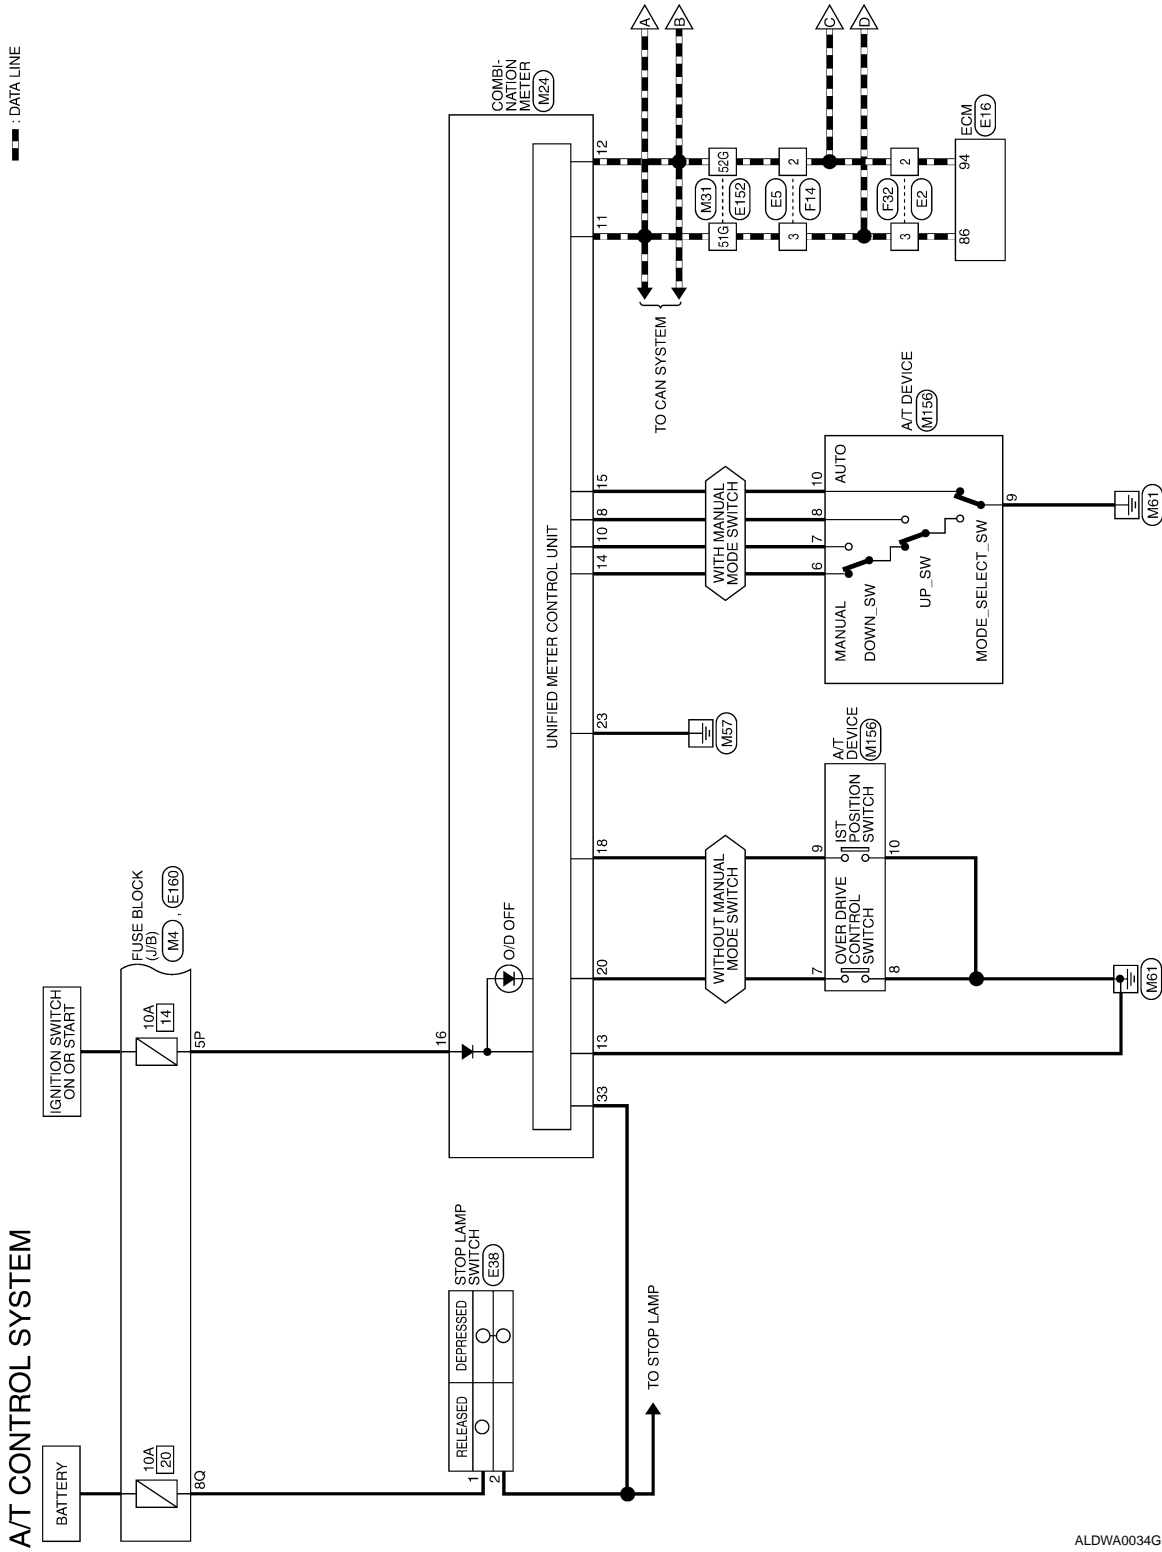 A/T CONTROL SYSTEM
: DATA LINE
BATTERY
IGNITION SWITCH
ON OR START
10A
20
10A
14
FUSE BLOCK
(J/B)
M4 , E160
8Q
5P
STOP LAMP
SWITCH
E38
RELEASED
DEPRESSED
1
2
TO STOP LAMP
COMBI-
NATION
METER
M24
16
O/D OFF
UNIFIED METER CONTROL UNIT
33
13
20
18
23
14
10
8
15
11
12
WITHOUT MANUAL
MODE SWITCH
WITH MANUAL
MODE SWITCH
M57
A/T
DEVICE
M156
7
9
OVER DRIVE
CONTROL
SWITCH
IST
POSITION
SWITCH
8
10
M61
A/T DEVICE
M156
6
7
8
10
MANUAL
AUTO
DOWN_SW
UP_SW
MODE_SELECT_SW
9
M61
TO CAN SYSTEM
A
B
C
D
51G
52G
M31
E152
3
2
E5
F14
3
2
F32
E2
86
94
ECM
E16
ALDWA0034G